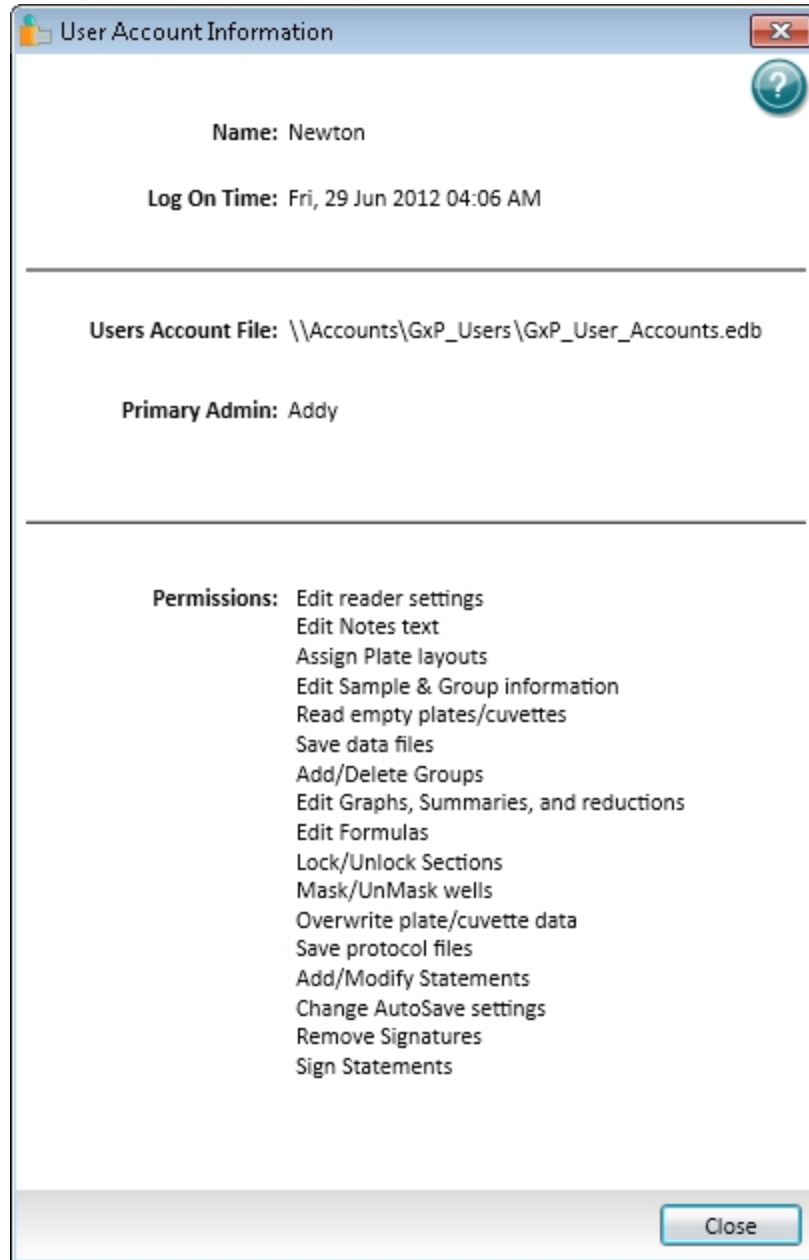 User Account Information
?
Name: Newton
Log On Time: Fri, 29 Jun 2012 04:06 AM
Users Account File: \\Accounts\GxP_Users\GxP_User_Accounts.edb
Primary Admin: Addy
Permissions: Edit reader settings
Edit Notes text
Assign Plate layouts
Edit Sample & Group information
Read empty plates/cuvettes
Save data files
Add/Delete Groups
Edit Graphs, Summaries, and reductions
Edit Formulas
Lock/Unlock Sections
Mask/UnMask wells
Overwrite plate/cuvette data
Save protocol files
Add/Modify Statements
Change AutoSave settings
Remove Signatures
Sign Statements
Close